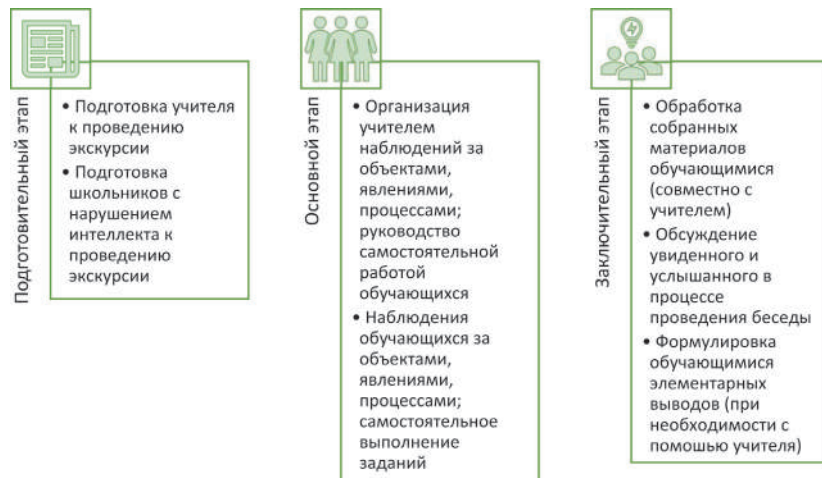 Подготовительный этап
• Подготовка учителя
к проведению
экскурсии
• Подготовка
школьников с
нарушением
интеллекта к
проведению
экскурсии
Основной этап
• Организация
учителем
наблюдений за
объектами,
явлениями,
процессами;
руководство
самостоятельной
работой
обучающихся
• Наблюдения
обучающихся за
объектами,
явлениями,
процессами;
самостоятельное
выполнение
заданий
Заключительный этап
• Обработка
собранных
материалов
обучающимися
(совместно с
учителем)
• Обсуждение
увиденного и
услышанного в
процессе
проведения беседы
• Формулировка
обучающимися
элементарных
выводов (при
необходимости с
помошью учителя)